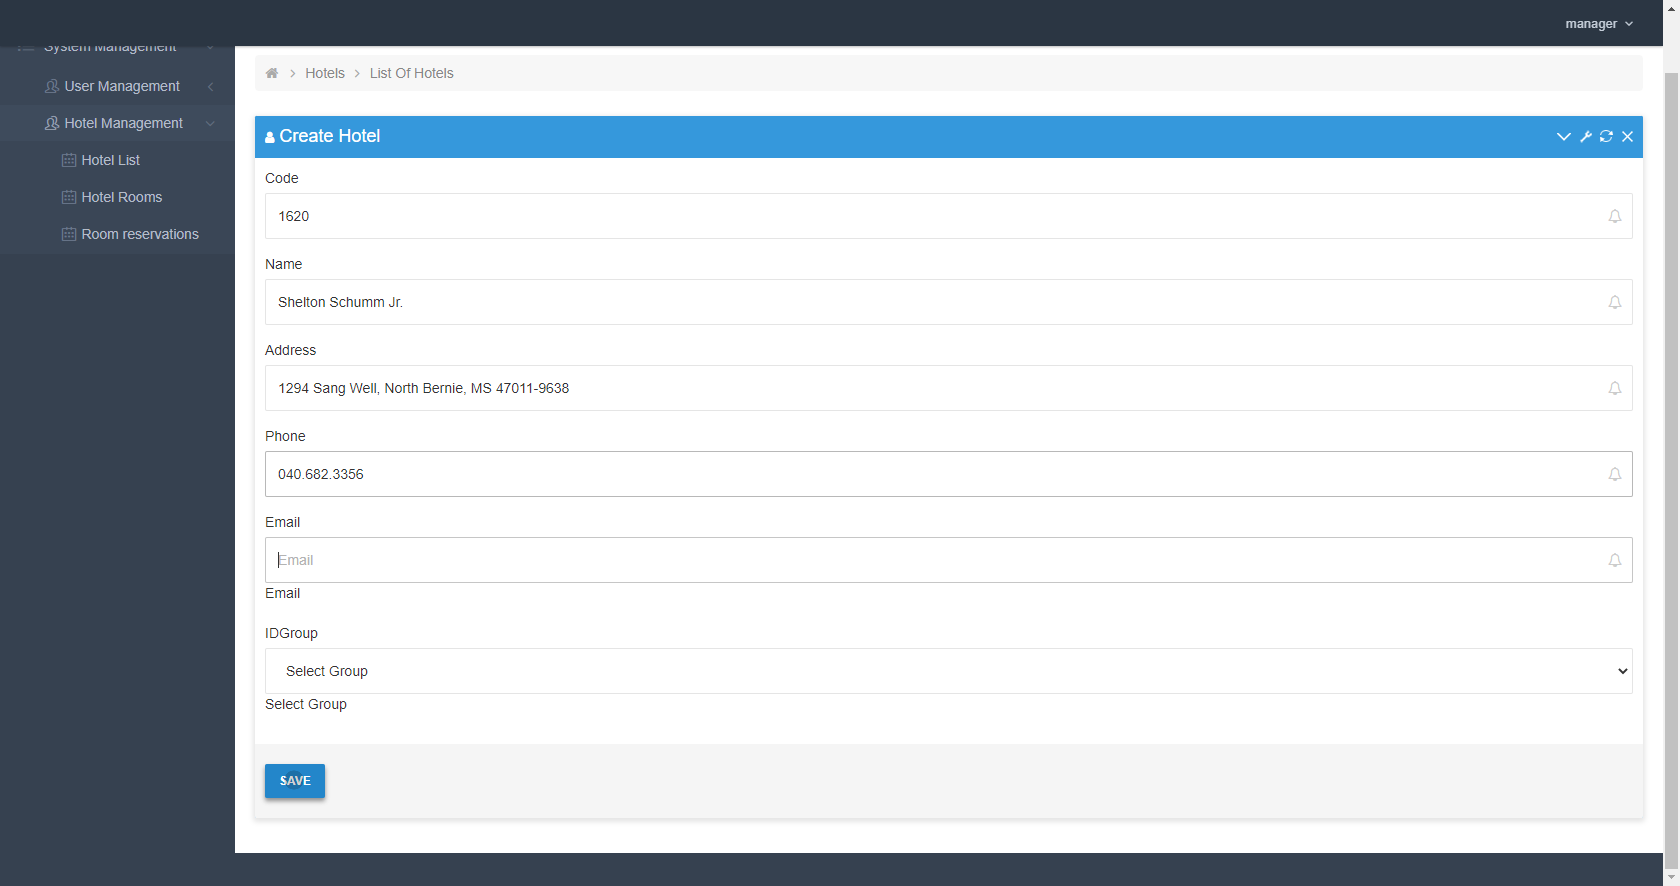 manager
System Management
User Management
Hotel Management
Hotel List
Hotel Rooms
Room reservations
Hotels > List Of Hotels
Create Hotel
Code
1620
Name
Shelton Schumm Jr.
Address
1294 Sang Well, North Bernie, MS 47011-9638
Phone
040.682.3356
Email
Email
Email
IDGroup
Select Group
Select Group
SAVE